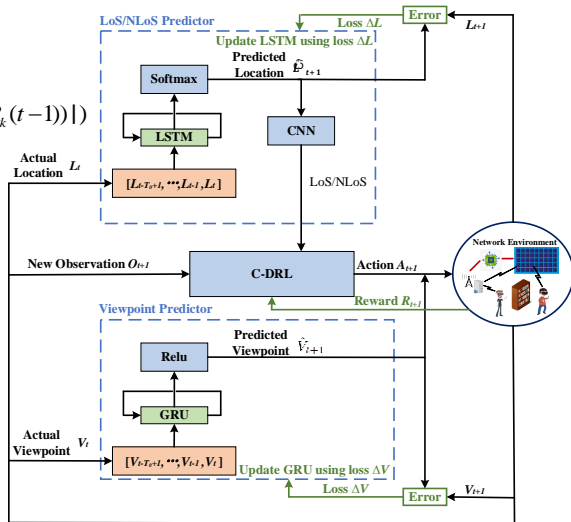 LoS/NLoS Predictor
Loss ΔL
Error
L_{t+1}
Update LSTM using loss ΔL
Predicted
Location
t+1
Softmax
_k(t−1))|)
LSTM
CNN
Actual
Location L_t
[L_{t-T_0+1}, ···, L_{t-1}, L_t]
LoS/NLoS
Network Environment
New Observation O_{t+1}
C-DRL
Action A_{t+1}
Reward R_{t+1}
Viewpoint Predictor
Predicted
Viewpoint V̂_{t+1}
Relu
GRU
Actual
Viewpoint V_t
[V_{t-T_0+1}, ···, V_{t-1}, V_t]
Update GRU using loss ΔV
Loss ΔV
Error
V_{t+1}